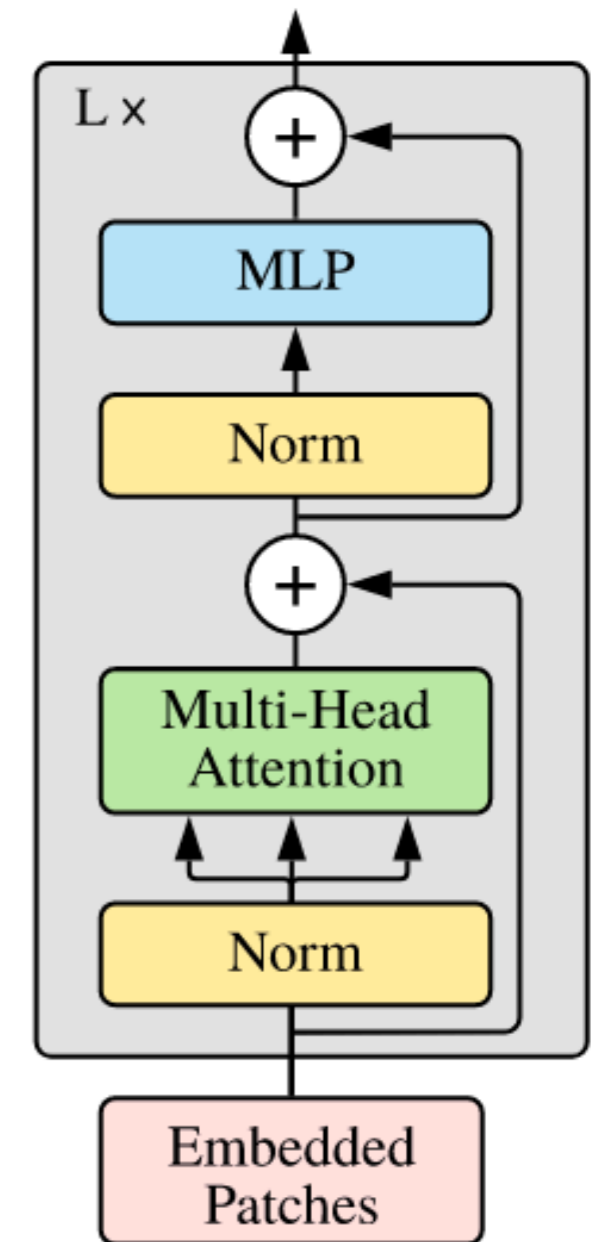 L ×
+
MLP
Norm
+
Multi-Head
Attention
Norm
Embedded
Patches